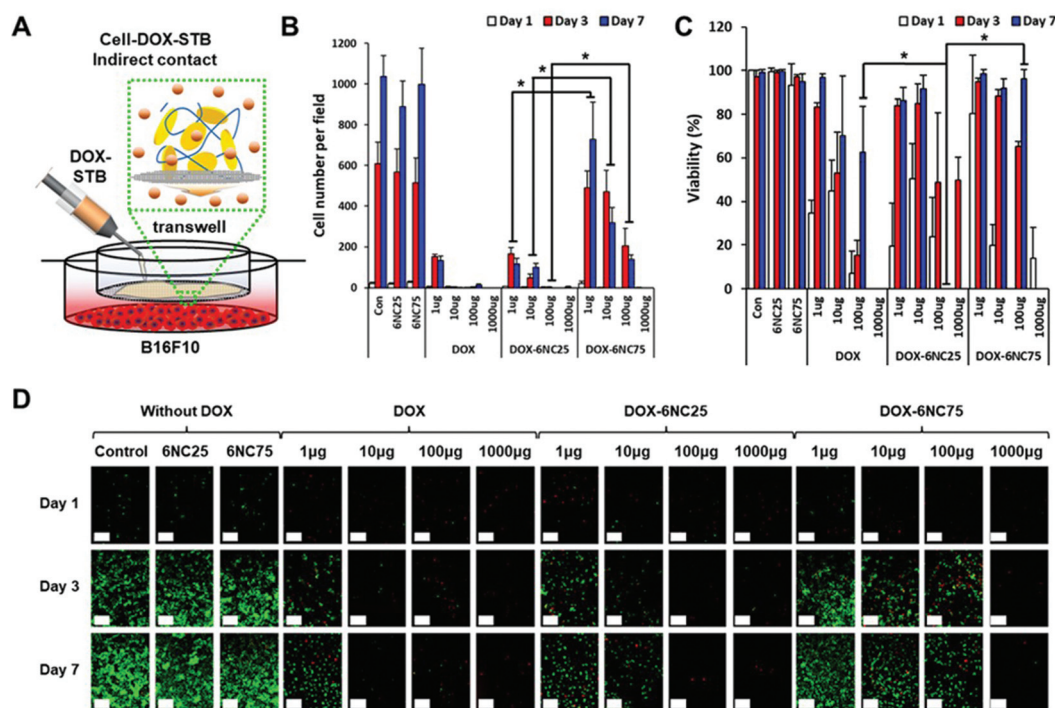 A
Cell-DOX-STB
Indirect contact
DOX-
STB
transwell
B16F10
B
Day 1 Day 3 Day 7
Cell number per field
1200
1000
800
600
400
200
0
* * *
Con 6NC25 6NC75 1ug 10ug 100ug 1000ug 1ug 10ug 100ug 1000ug 1ug 10ug 100ug 1000ug
DOX DOX-6NC25 DOX-6NC75
C
Day 1 Day 3 Day 7
Viability (%)
120
100
80
60
40
20
0
* *
Con 6NC25 6NC75 1ug 10ug 100ug 1000ug 1ug 10ug 100ug 1000ug 1ug 10ug 100ug 1000ug
DOX DOX-6NC25 DOX-6NC75
D
Without DOX DOX DOX-6NC25 DOX-6NC75
Control 6NC25 6NC75 1µg 10µg 100µg 1000µg 1µg 10µg 100µg 1000µg 1µg 10µg 100µg 1000µg
Day 1
Day 3
Day 7